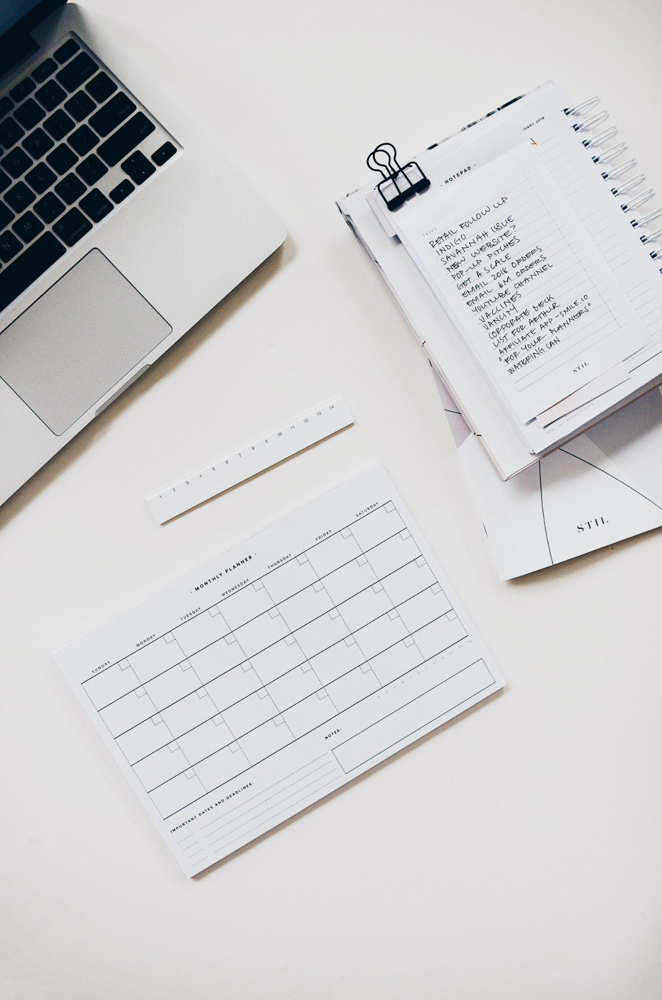 delete
return
shift
O
P
L
K
M
N
command
option
UARY 2018
- NOTEPAD -
TASKS
RETAIL FOLLOW UP
INDIGO
SAVANNAH ISSUE
NEW WEBSITE?
POP-UP PITCHES
GET A SCALE
EMAIL 2018 ORDERS
EMAIL 6M ORDERS
YOUTUBE CHANNEL
VACCINES
VANCITY
CORPORATE DECK
LIST FOR ARTHUR
AFFILIATE APP - SMILE.IO
"FOR YOUR PLANNERS"
WATERING CAN
STIL
STIL 2018 WEEKLY PLANNER
STIL
1 2 3 4 5 6 7 8 9 10 11 12 13 14
- MONTHLY PLANNER -
SUNDAY MONDAY TUESDAY WEDNESDAY THURSDAY FRIDAY SATURDAY
1 2 3 4 5 6 7 8 9 10 11 12
IMPORTANT DATES AND DEADLINES:
NOTES: